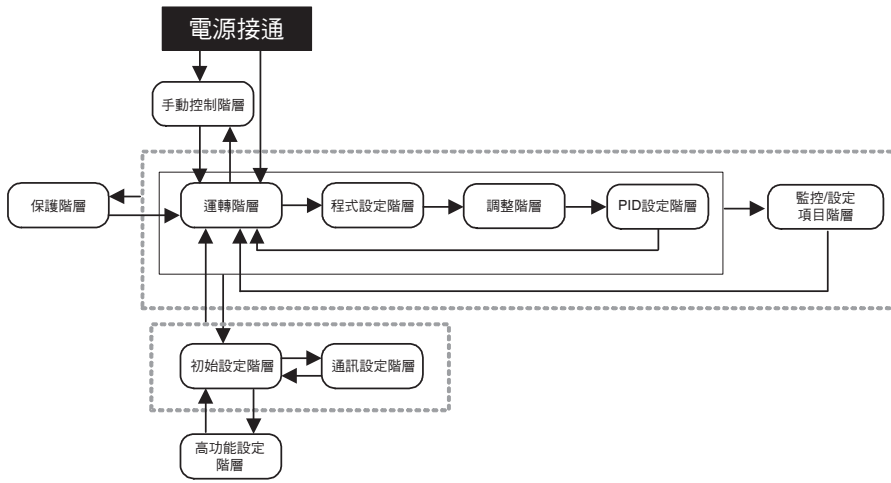 電源接通
手動控制階層
保護階層
運轉階層
程式設定階層
調整階層
PID設定階層
監控/設定
項目階層
初始設定階層
通訊設定階層
高功能設定
階層